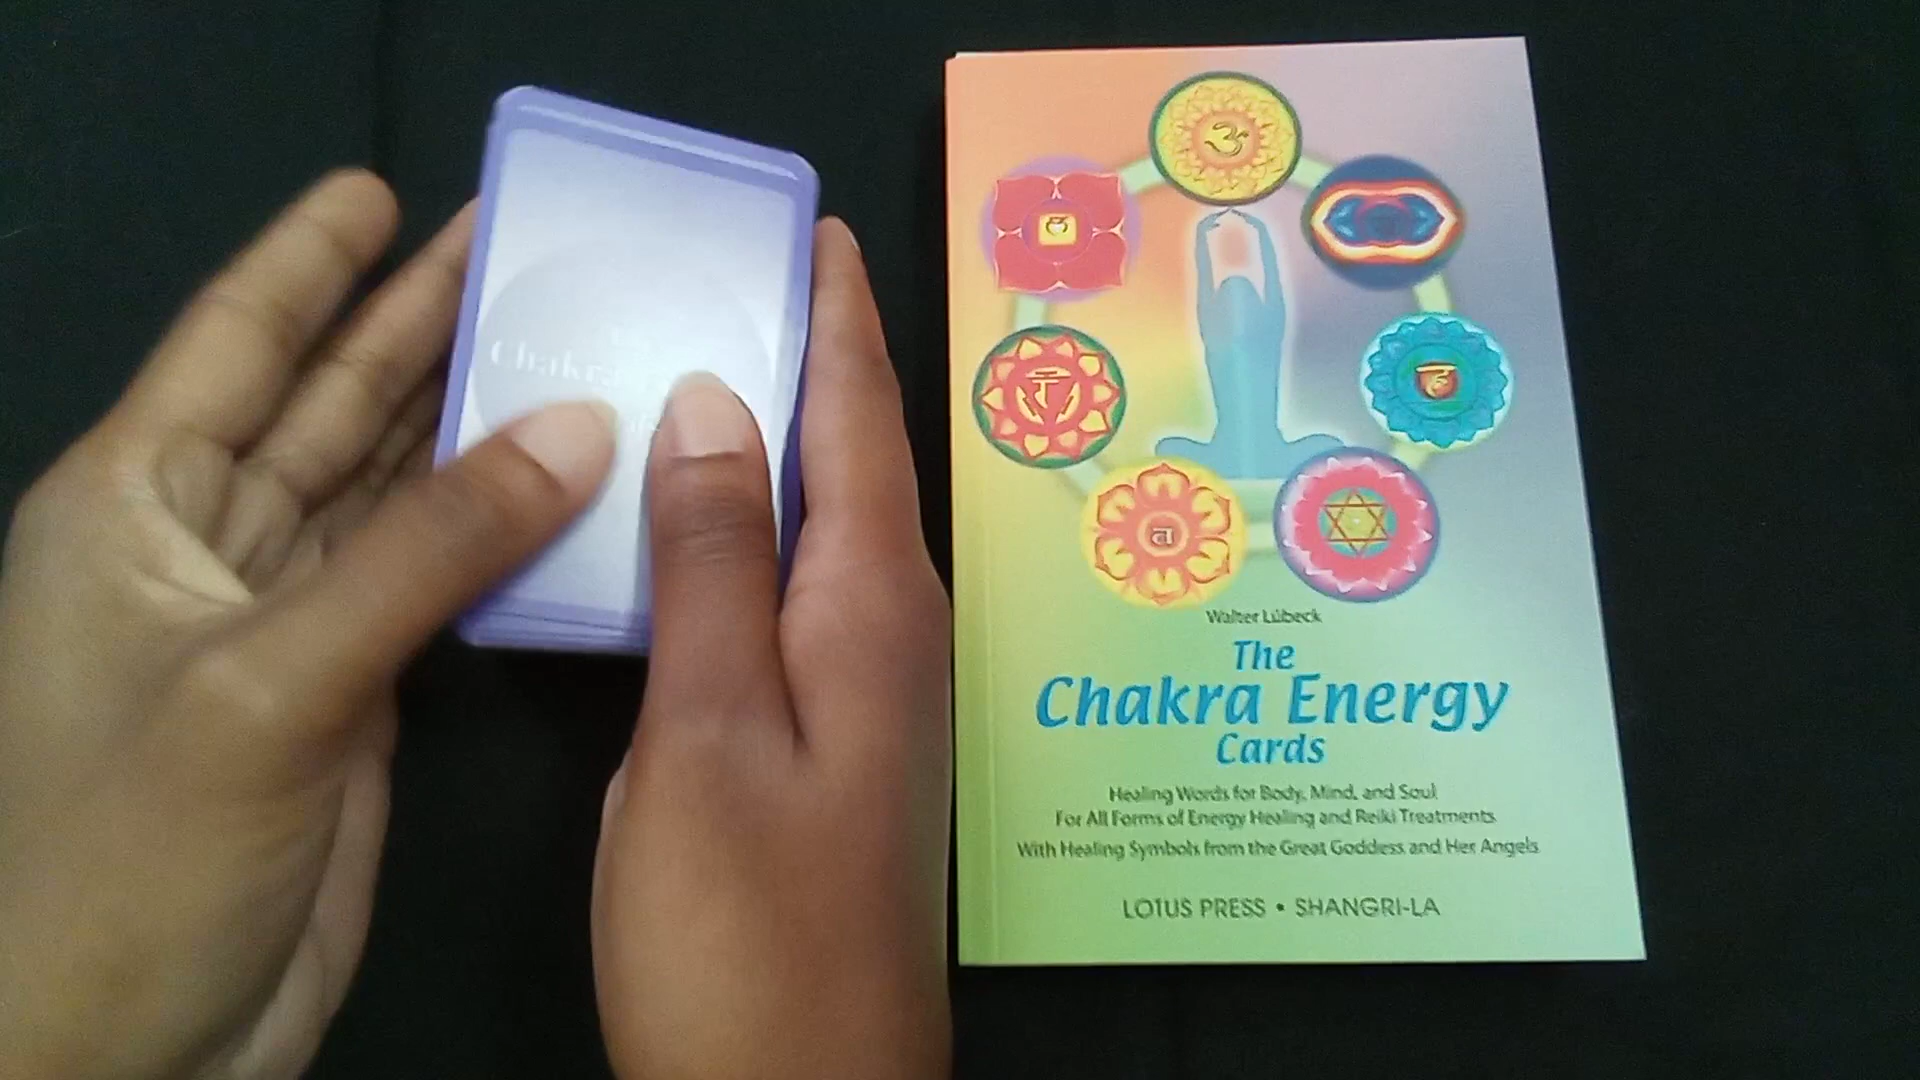 Chakra
Walter Lübeck
The
Chakra Energy
Cards
Healing Words for Body, Mind, and Soul
For All Forms of Energy Healing and Reiki Treatments
With Healing Symbols from the Great Goddess and Her Angels
LOTUS PRESS • SHANGRI-LA